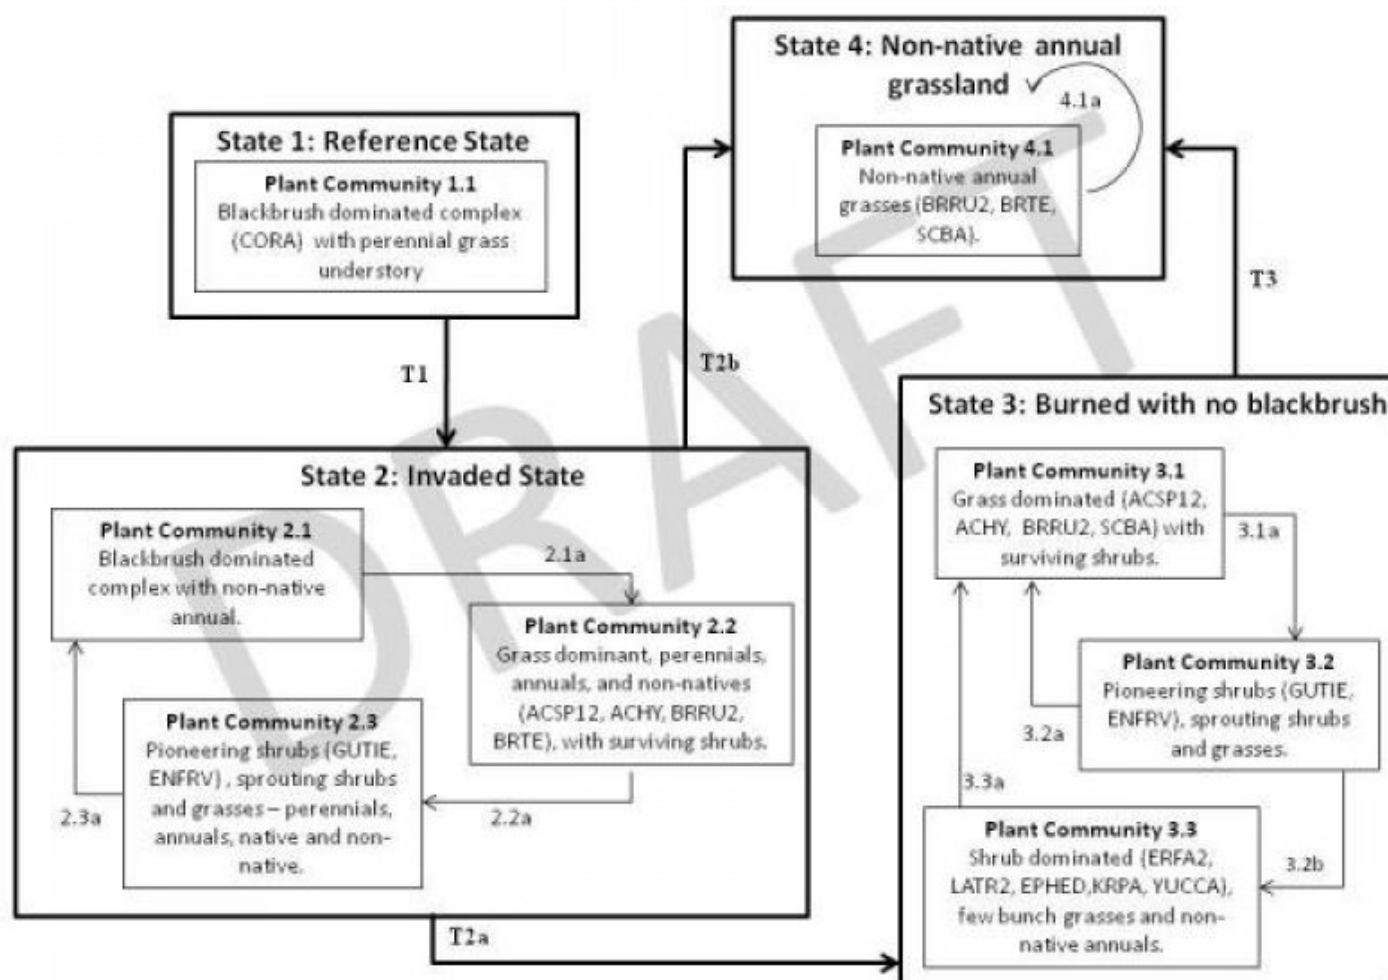 State 1: Reference State
Plant Community 1.1
Blackbrush dominated complex
(CORA) with perennial grass
understory
T1
State 4: Non-native annual
grassland
4.1a
Plant Community 4.1
Non-native annual
grasses (BRRU2, BRTE,
SCBA).
T2b
T3
State 2: Invaded State
Plant Community 2.1
Blackbrush dominated
complex with non-native
annual.
2.1a
Plant Community 2.2
Grass dominant, perennials,
annuals, and non-natives
(ACSP12, ACHY, BRRU2,
BRTE), with surviving shrubs.
2.2a
Plant Community 2.3
Pioneering shrubs (GUTIE,
ENFRV) , sprouting shrubs
and grasses – perennials,
annuals, native and non-
native.
2.3a
T2a
State 3: Burned with no blackbrush
Plant Community 3.1
Grass dominated (ACSP12,
ACHY, BRRU2, SCBA) with
surviving shrubs.
3.1a
Plant Community 3.2
Pioneering shrubs (GUTIE,
ENFRV), sprouting shrubs
and grasses.
3.2a
3.2b
3.3a
Plant Community 3.3
Shrub dominated (ERFA2,
LATR2, EPHED,KRPA, YUCCA),
few bunch grasses and non-
native annuals.
DRAFT